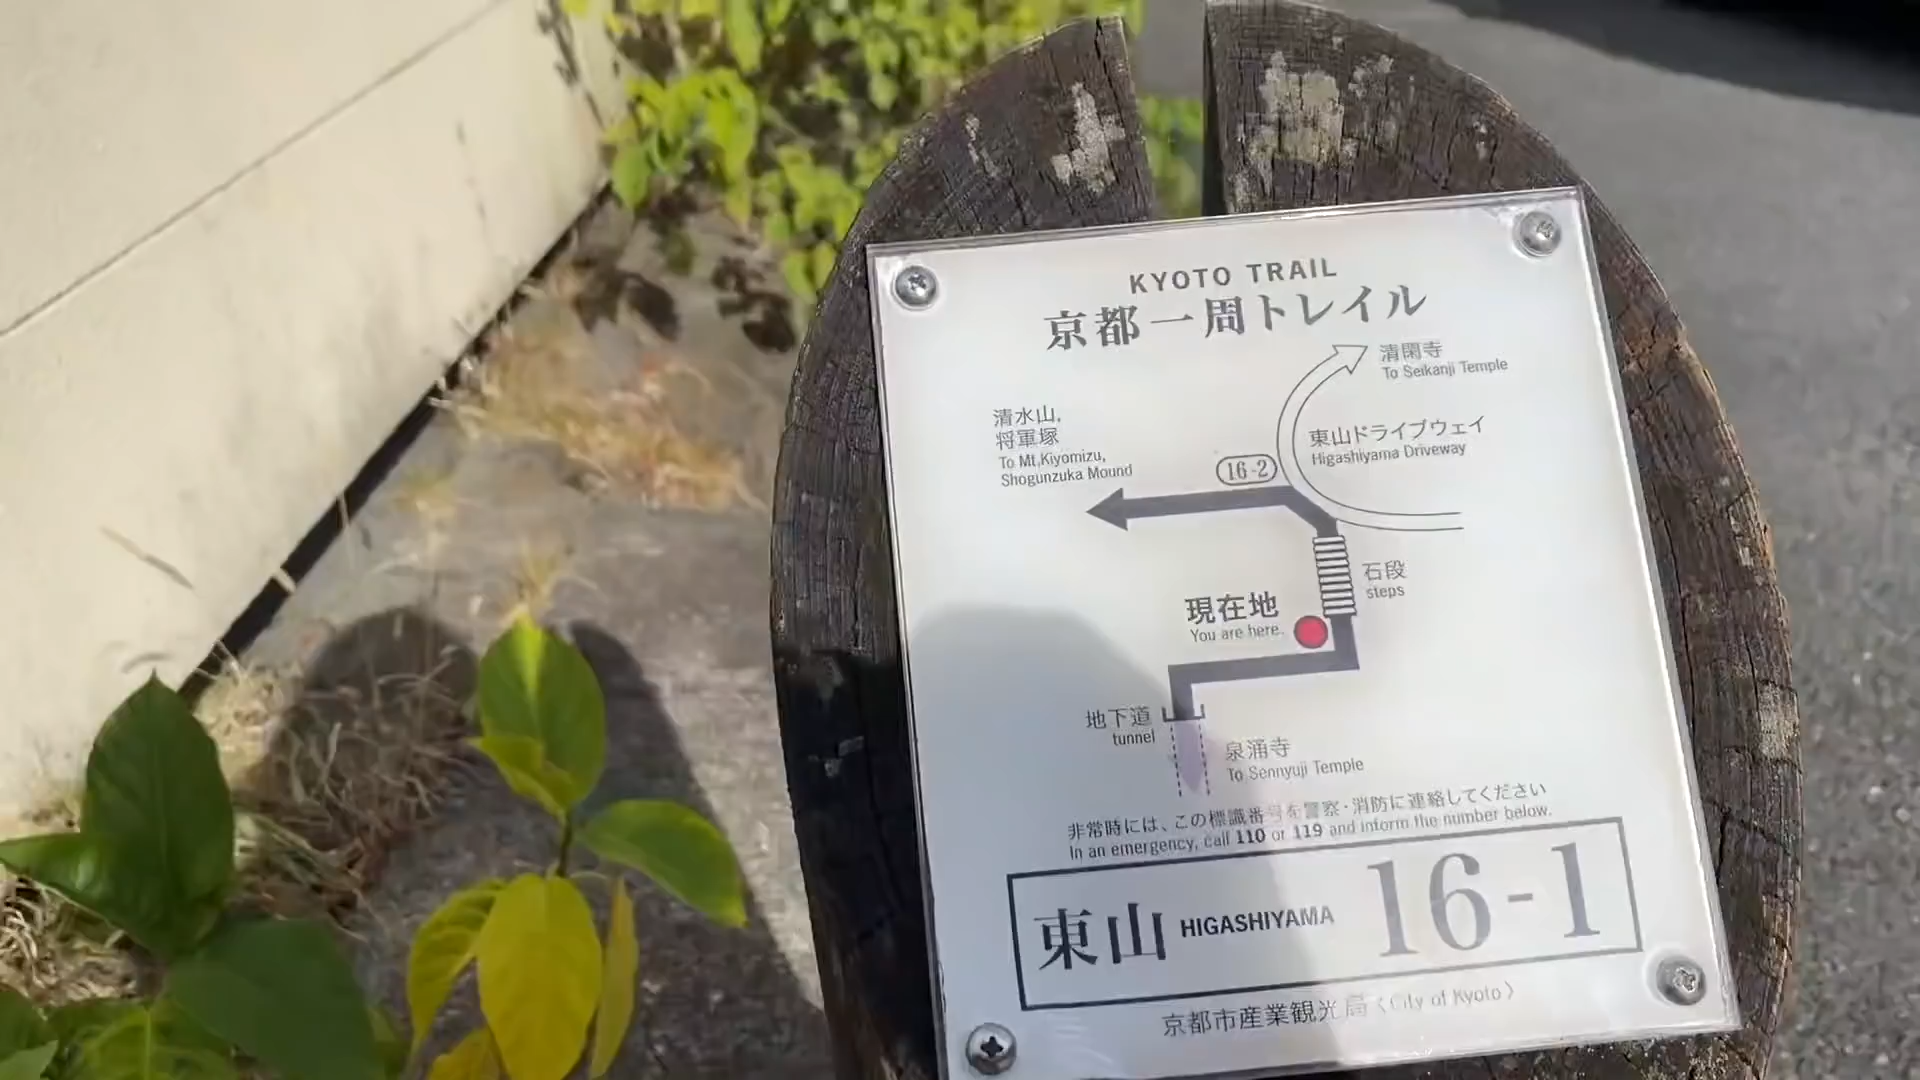 KYOTO TRAIL
京都一周トレイル
清閑寺
To Seikanji Temple
清水山,
将軍塚
To Mt,Kiyomizu,
Shogunzuka Mound
東山ドライブウェイ
Higashiyama Driveway
16-2
石段
steps
現在地
You are here.
地下道
tunnel
泉涌寺
To Sennyuji Temple
非常時には、この標識番号を警察・消防に連絡してください
In an emergency, call 110 or 119 and inform the number below.
東山 HIGASHIYAMA 16-1
京都市産業観光局〈City of Kyoto〉